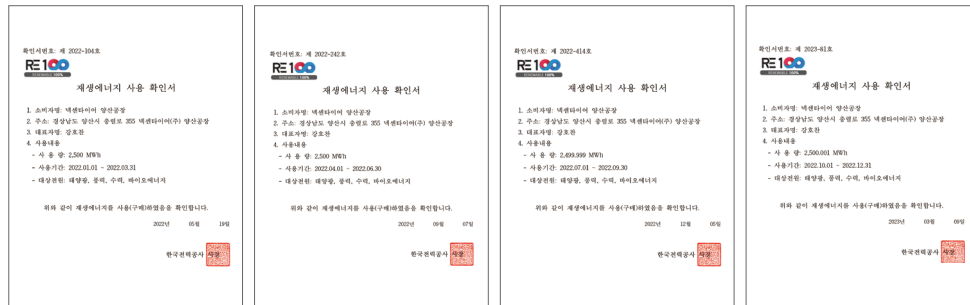 확인서번호: 제 2022-104호
RE100
RENEWABLE 100%
재생에너지 사용 확인서
1. 소비자명: 넥센타이어 양산공장
2. 주소: 경상남도 양산시 충렬로 355 넥센타이어(주) 양산공장
3. 대표자명: 강호찬
4. 사용내용
- 사 용 량: 2,500 MWh
- 사용기간: 2022.01.01 ~ 2022.03.31
- 대상전원: 태양광, 풍력, 수력, 바이오에너지
위와 같이 재생에너지를 사용(구매)하였음을 확인합니다.
2022년 05월 19일
한국전력공사 사장
확인서번호: 제 2022-242호
RE100
RENEWABLE 100%
재생에너지 사용 확인서
1. 소비자명: 넥센타이어 양산공장
2. 주소: 경상남도 양산시 충렬로 355 넥센타이어(주) 양산공장
3. 대표자명: 강호찬
4. 사용내용
- 사 용 량: 2,500 MWh
- 사용기간: 2022.04.01 ~ 2022.06.30
- 대상전원: 태양광, 풍력, 수력, 바이오에너지
위와 같이 재생에너지를 사용(구매)하였음을 확인합니다.
2022년 09월 07일
한국전력공사 사장
확인서번호: 제 2022-414호
RE100
RENEWABLE 100%
재생에너지 사용 확인서
1. 소비자명: 넥센타이어 양산공장
2. 주소: 경상남도 양산시 충렬로 355 넥센타이어(주) 양산공장
3. 대표자명: 강호찬
4. 사용내용
- 사 용 량: 2,499.999 MWh
- 사용기간: 2022.07.01 ~ 2022.09.30
- 대상전원: 태양광, 풍력, 수력, 바이오에너지
위와 같이 재생에너지를 사용(구매)하였음을 확인합니다.
2022년 12월 05일
한국전력공사 사장
확인서번호: 제 2023-81호
RE100
RENEWABLE 100%
재생에너지 사용 확인서
1. 소비자명: 넥센타이어 양산공장
2. 주소: 경상남도 양산시 충렬로 355 넥센타이어(주) 양산공장
3. 대표자명: 강호찬
4. 사용내용
- 사 용 량: 2,500.001 MWh
- 사용기간: 2022.10.01 ~ 2022.12.31
- 대상전원: 태양광, 풍력, 수력, 바이오에너지
위와 같이 재생에너지를 사용(구매)하였음을 확인합니다.
2023년 03월
한국전력공사 사장